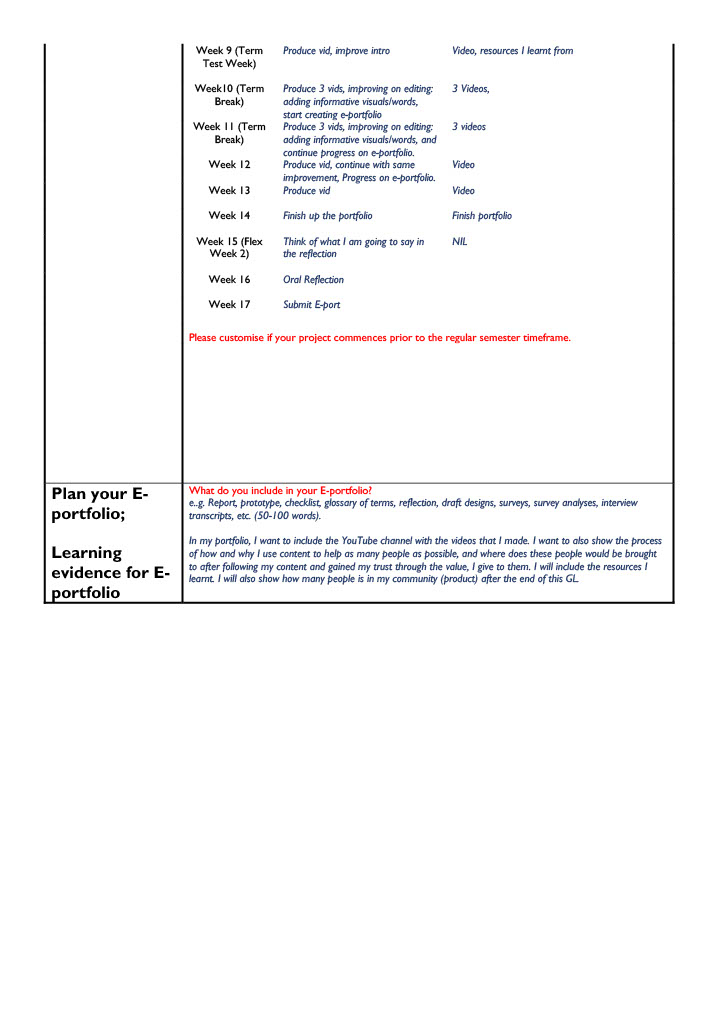 Week 9 (Term Test Week) Produce vid, improve intro Video, resources I learnt from
Week10 (Term Break) Produce 3 vids, improving on editing: adding informative visuals/words, start creating e-portfolio 3 Videos,
Week 11 (Term Break) Produce 3 vids, improving on editing: adding informative visuals/words, and continue progress on e-portfolio. 3 videos
Week 12 Produce vid, continue with same improvement, Progress on e-portfolio. Video
Week 13 Produce vid Video
Week 14 Finish up the portfolio Finish portfolio
Week 15 (Flex Week 2) Think of what I am going to say in the reflection NIL
Week 16 Oral Reflection
Week 17 Submit E-port
Please customise if your project commences prior to the regular semester timeframe.
Plan your E-
portfolio;
Learning
evidence for E-
portfolio
What do you include in your E-portfolio?
e..g. Report, prototype, checklist, glossary of terms, reflection, draft designs, surveys, survey analyses, interview
transcripts, etc. (50-100 words).
In my portfolio, I want to include the YouTube channel with the videos that I made. I want to also show the process
of how and why I use content to help as many people as possible, and where does these people would be brought
to after following my content and gained my trust through the value, I give to them. I will include the resources I
learnt. I will also show how many people is in my community (product) after the end of this GL.